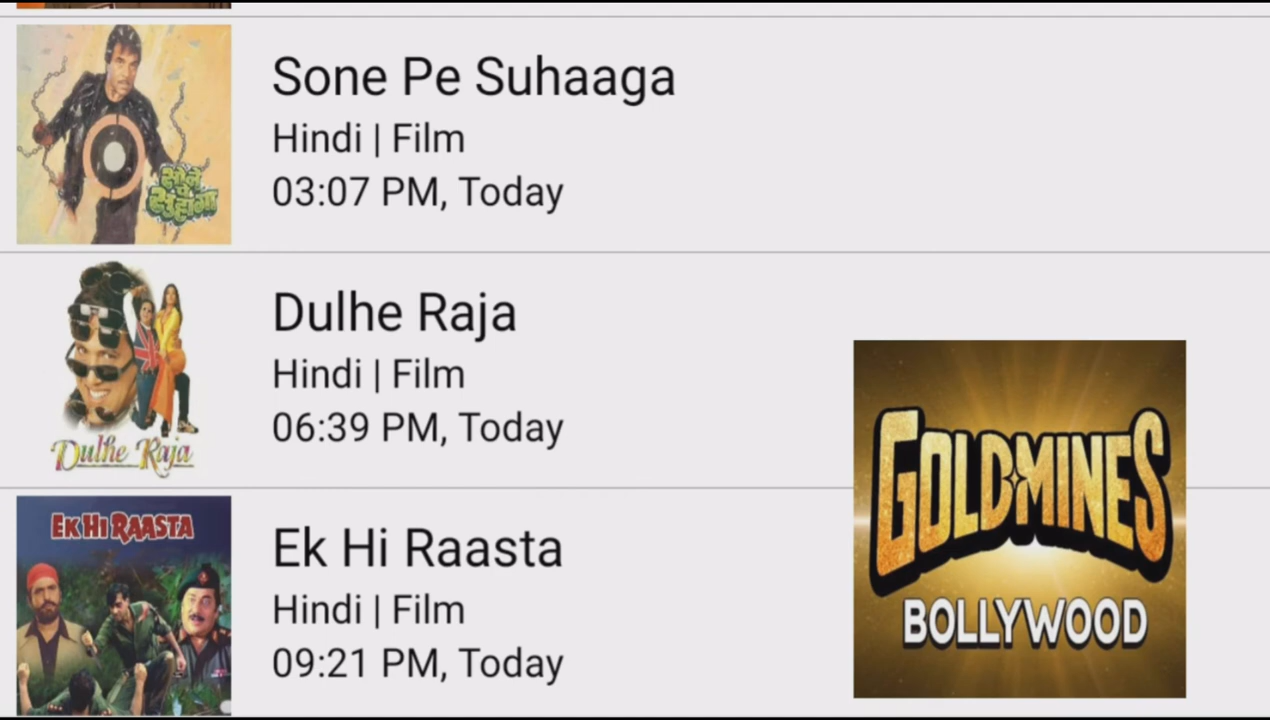 Sone Pe Suhaaga
Hindi | Film
03:07 PM, Today
सोने पे सुहागा
Dulhe Raja
Hindi | Film
06:39 PM, Today
Dulhe Raja
Ek Hi Raasta
Hindi | Film
09:21 PM, Today
EK HI RAASTA
GOLDMINES
BOLLYWOOD